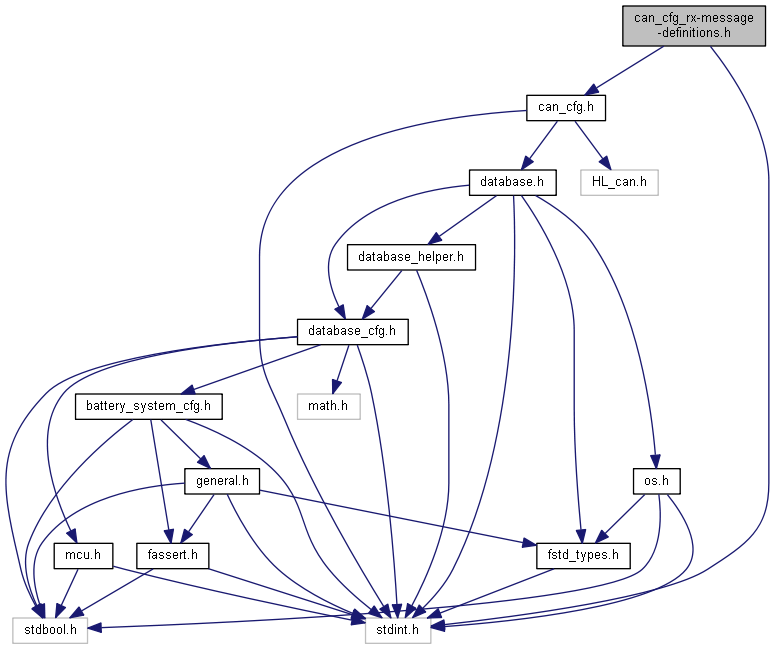 can_cfg_rx-message
-definitions.h
can_cfg.h
database.h
HL_can.h
database_helper.h
database_cfg.h
battery_system_cfg.h
math.h
general.h
os.h
mcu.h
fassert.h
fstd_types.h
stdbool.h
stdint.h